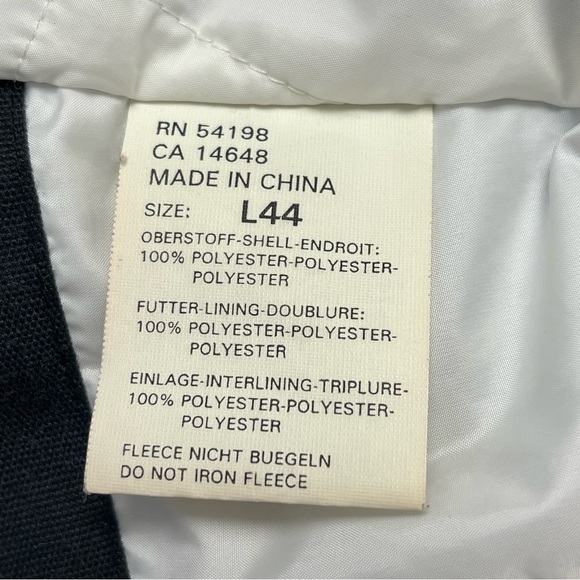 RN 54198
CA 14648
MADE IN CHINA
SIZE: L44
OBERSTOFF-SHELL-ENDROIT:
100% POLYESTER-POLYESTER-
POLYESTER
FUTTER-LINING-DOUBLURE:
100% POLYESTER-POLYESTER-
POLYESTER
EINLAGE-INTERLINING-TRIPLURE-
100% POLYESTER-POLYESTER-
POLYESTER
FLEECE NICHT BUEGELN
DO NOT IRON FLEECE